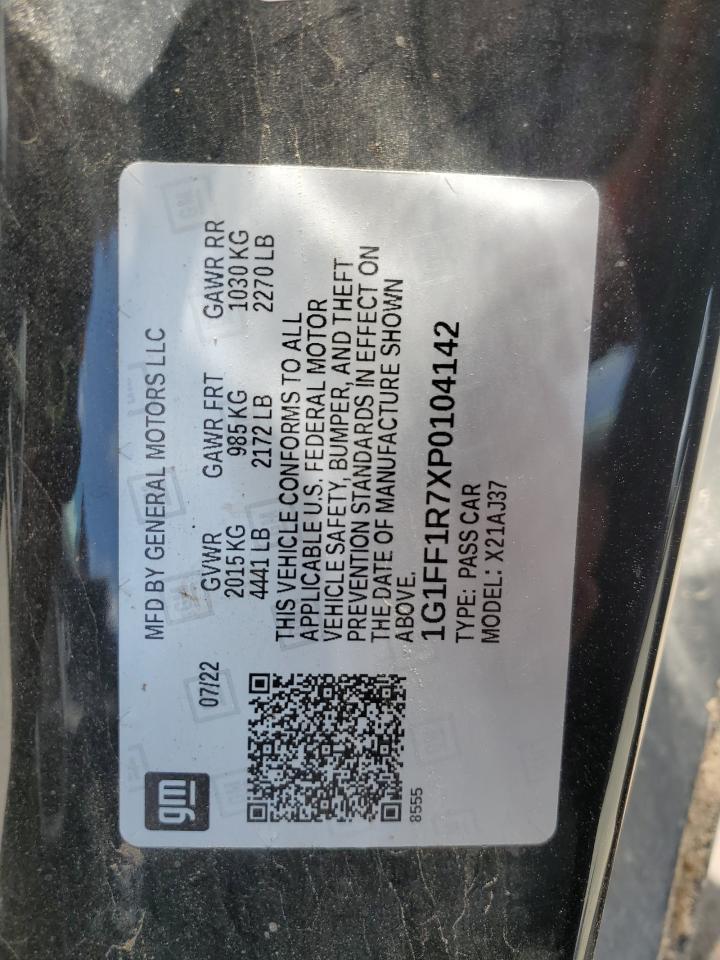 gm
MFD BY GENERAL MOTORS LLC
07/22
GVWR GAWR FRT GAWR RR
2015 KG 985 KG 1030 KG
4441 LB 2172 LB 2270 LB
THIS VEHICLE CONFORMS TO ALL
APPLICABLE U.S. FEDERAL MOTOR
VEHICLE SAFETY, BUMPER, AND THEFT
PREVENTION STANDARDS IN EFFECT ON
THE DATE OF MANUFACTURE SHOWN
ABOVE.
1G1FF1R7XP0104142
TYPE: PASS CAR
MODEL: X21AJ37
8555